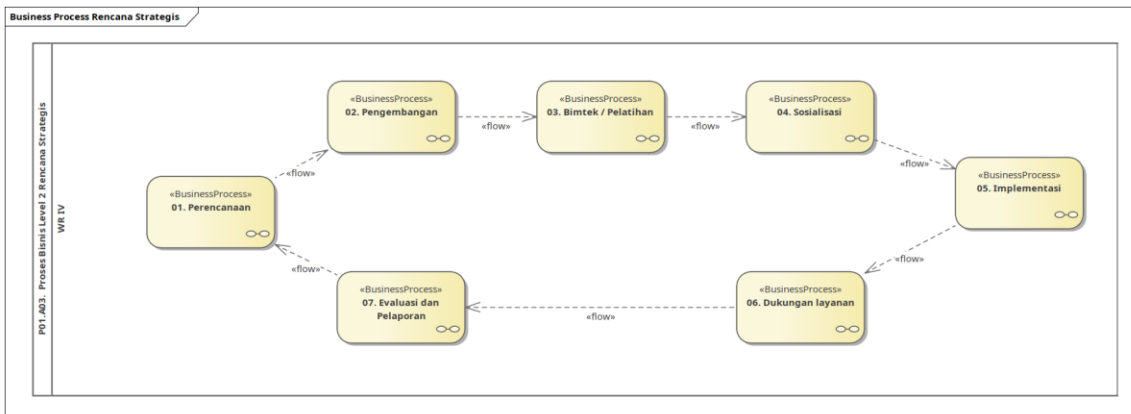 Business Process Rencana Strategis
P01.A03. Proses Bisnis Level 2 Rencana Strategis
WR IV
«BusinessProcess»
02. Pengembangan
«flow»
«BusinessProcess»
03. Bimtek / Pelatihan
«flow»
«BusinessProcess»
04. Sosialisasi
«flow»
«BusinessProcess»
05. Implementasi
«flow»
«BusinessProcess»
01. Perencanaan
«flow»
«BusinessProcess»
07. Evaluasi dan
Pelaporan
«flow»
«BusinessProcess»
06. Dukungan layanan
«flow»